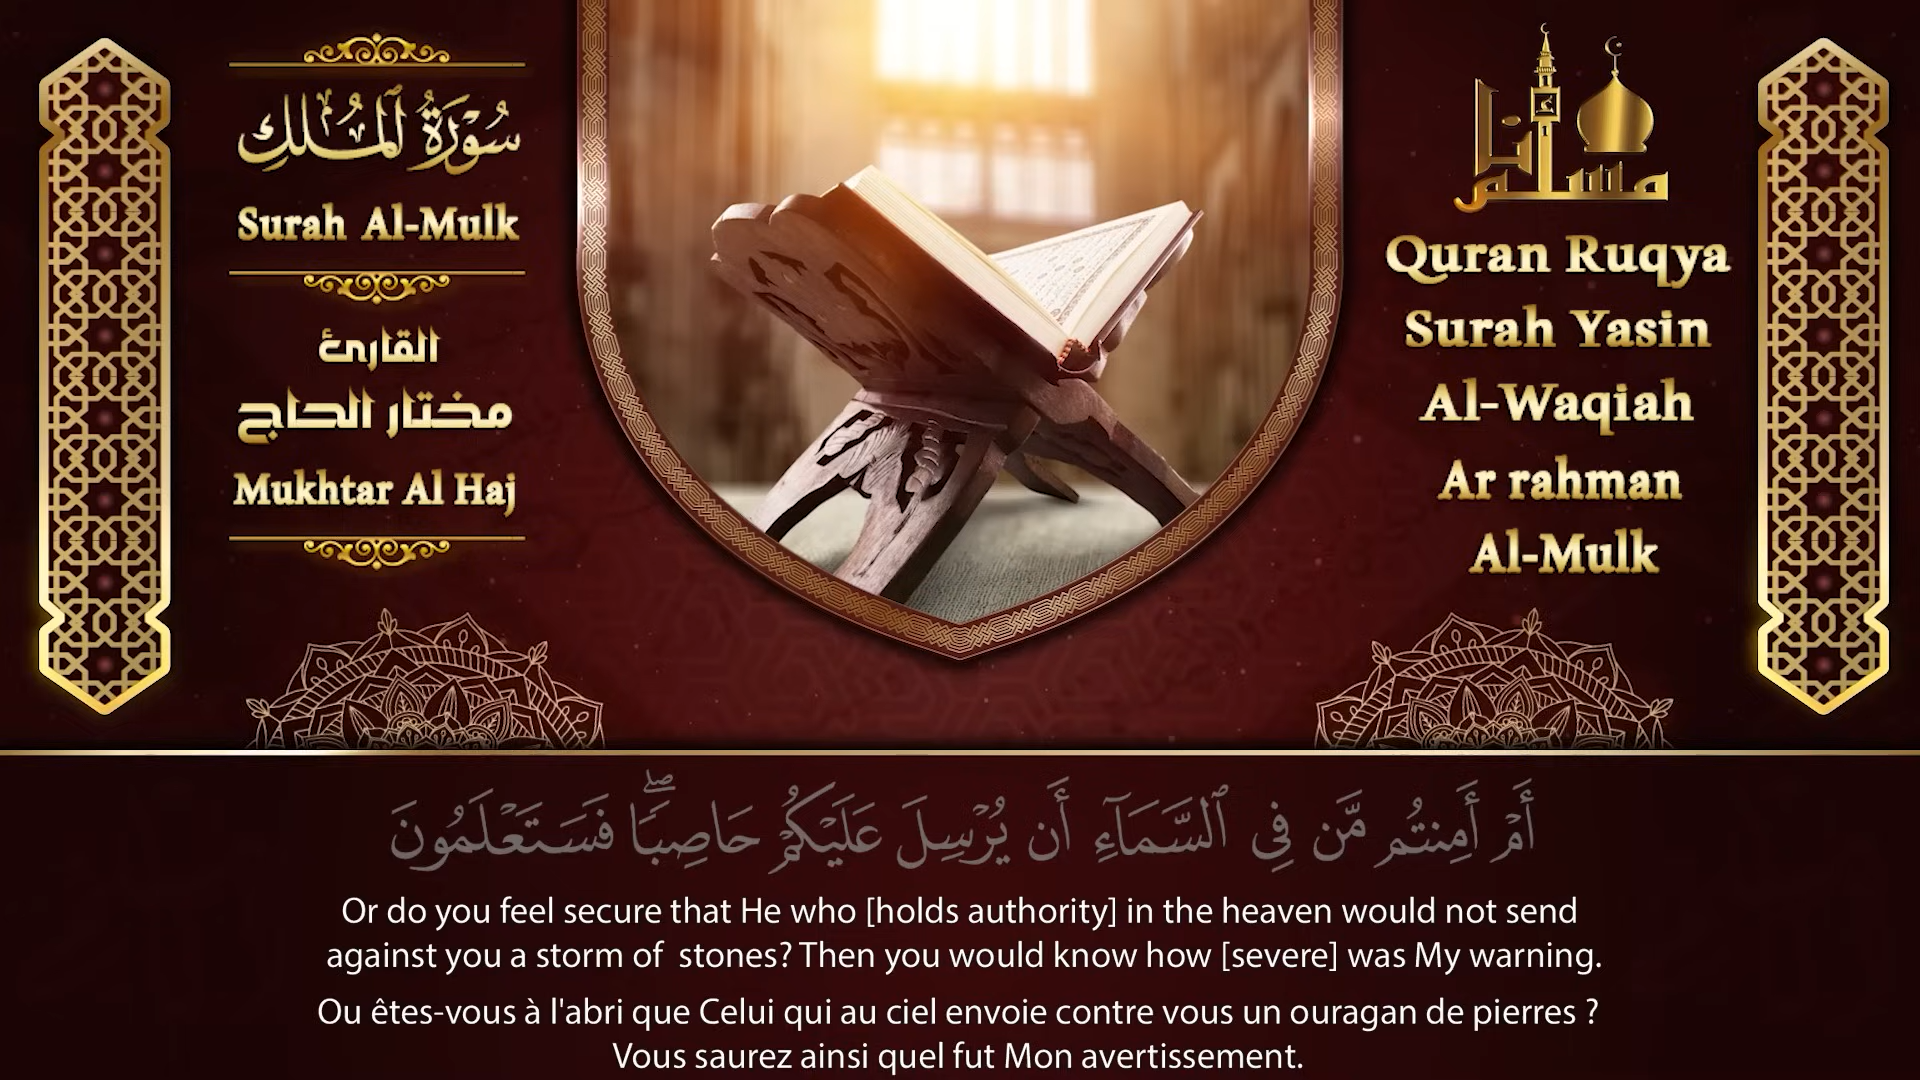 سُورَةُ ٱلْمُلْكِ
Surah Al-Mulk
القارئ
مختار الحاج
Mukhtar Al Haj
أنا
مسلم
Quran Ruqya
Surah Yasin
Al-Waqiah
Ar rahman
Al-Mulk
أَمْ أَمِنتُم مَّن فِى ٱلسَّمَآءِ أَن يُرْسِلَ عَلَيْكُمْ حَاصِبًا ۖ فَسَتَعْلَمُونَ
Or do you feel secure that He who [holds authority] in the heaven would not send
against you a storm of stones? Then you would know how [severe] was My warning.
Ou êtes-vous à l'abri que Celui qui au ciel envoie contre vous un ouragan de pierres ?
Vous saurez ainsi quel fut Mon avertissement.